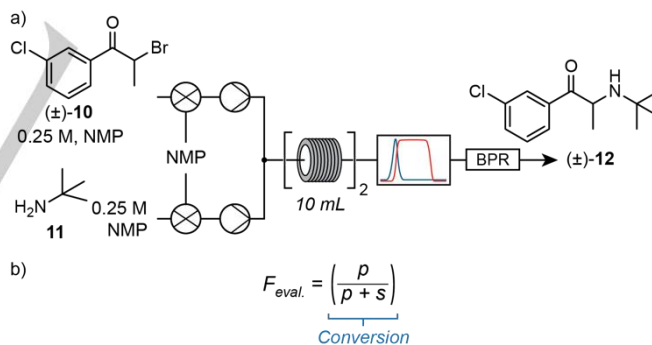 a)
Cl
O
Br
(±)-10
0.25 M, NMP
NMP
H₂N
11
0.25 M
NMP
2
10 mL
BPR
Cl
O
H
N
(±)-12
b)
F eval. = ( p / p + s )
Conversion